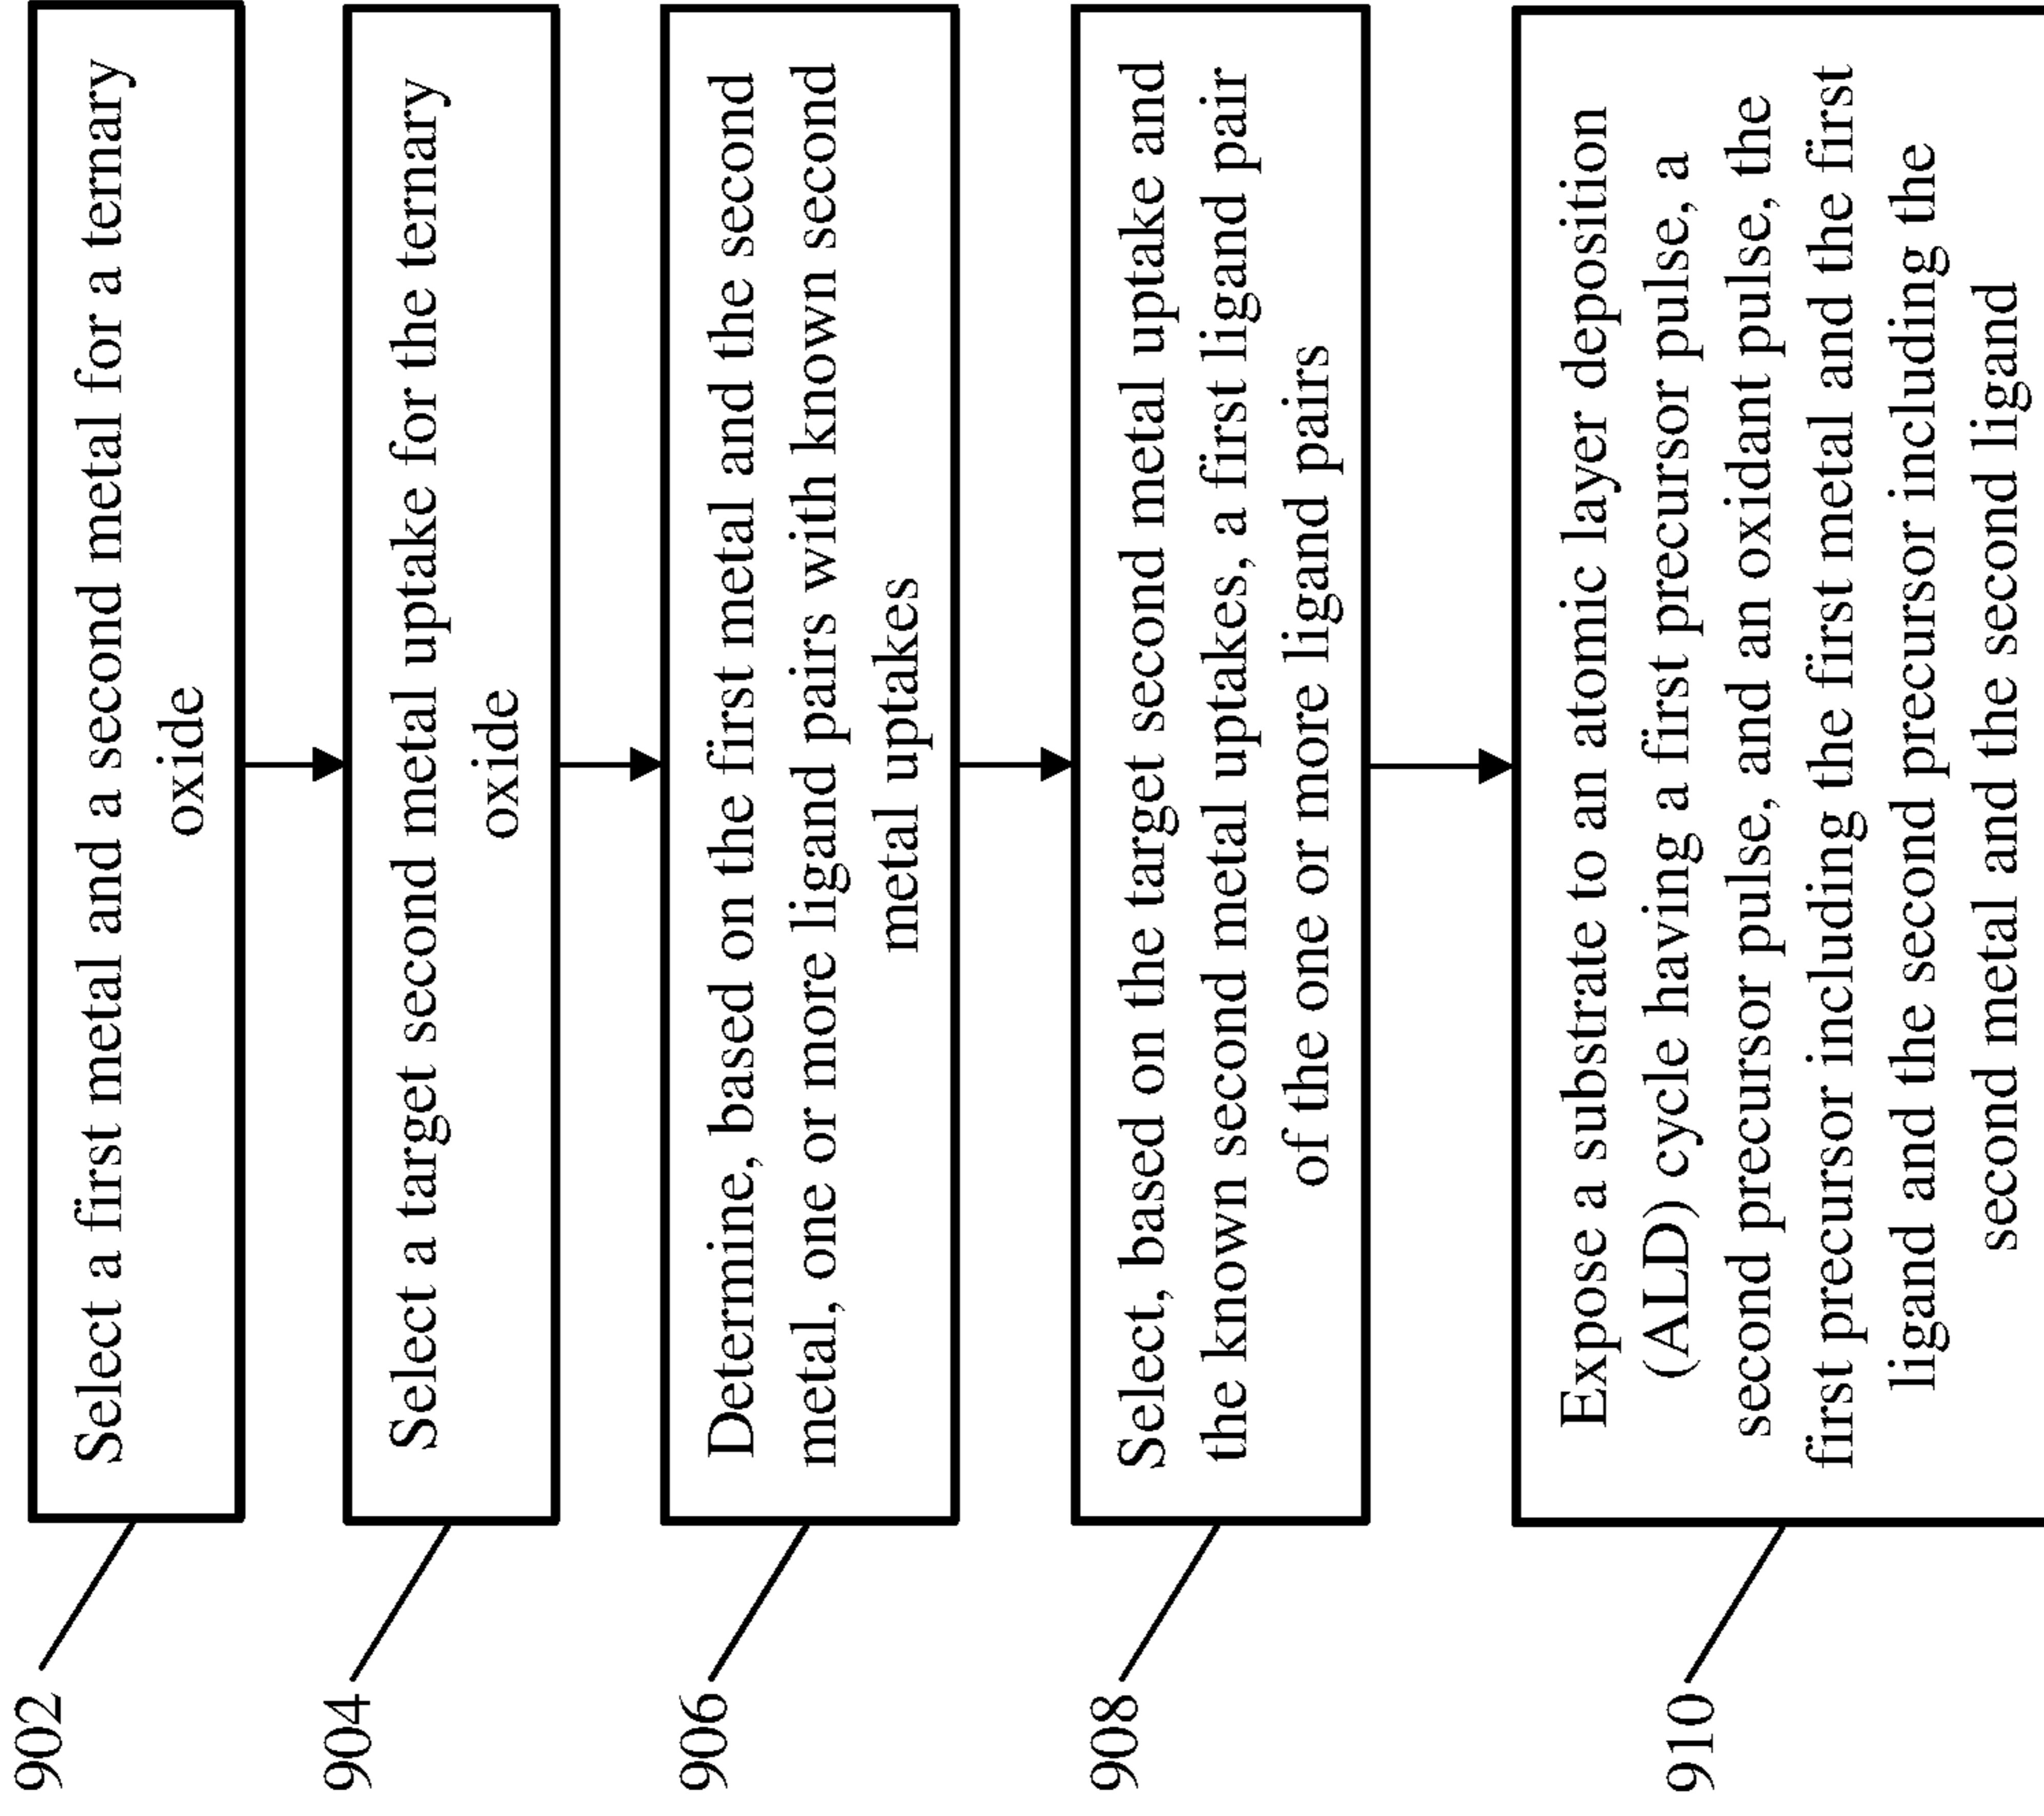 902
Select a first metal and a second metal for a ternary
oxide
904
Select a target second metal uptake for the ternary
oxide
906
Determine, based on the first metal and the second
metal, one or more ligand pairs with known second
metal uptakes
908
Select, based on the target second metal uptake and
the known second metal uptakes, a first ligand pair
of the one or more ligand pairs
910
Expose a substrate to an atomic layer deposition
(ALD) cycle having a first precursor pulse, a
second precursor pulse, and an oxidant pulse, the
first precursor including the first metal and the first
ligand and the second precursor including the
second metal and the second ligand